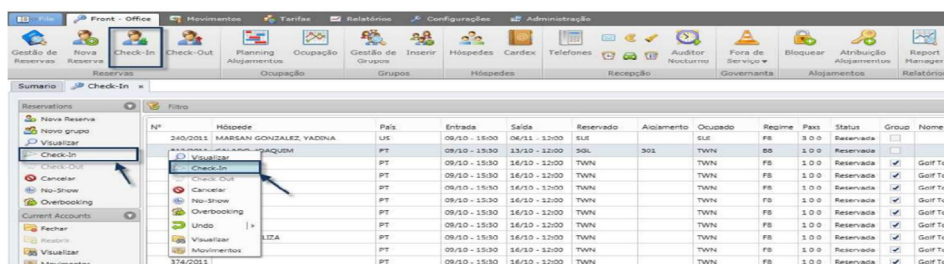 File Front - Office Movimentos Tarifas Relatórios Configurações Administração
Gestão de Reservas Nova Reserva Check-In Check-Out Planning Alojamentos Ocupação Gestão de Grupos Inserir Hóspedes Cardex Telefones Auditor Nocturno Fora de Serviço Bloquear Atribuição Alojamentos Report Manager
Reservas Ocupação Grupos Hóspedes Recepção Governanta Alojamentos Relatórios
Sumario Check-In
Reservations
Nova Reserva
Novo grupo
Visualizar
Check-In
Check-Out
No-Show
Cancelar
Overbooking
Current Accounts
Fechar
Reabrir
Visualizar
Movimentos
Filtro
Nº Hóspede País Entrada Saída Reservado Alojamento Ocupado Regime Paxs Status Group Nome
240/2011 MARSAN GONZALEZ, YADINA US 09/10 - 15:00 06/11 - 12:00 SUI SUI FB 3 0 0 Reservada
PT 09/10 - 15:30 13/10 - 12:00 SGL 301 TWN BB 1 0 0 Reservada
PT 09/10 - 15:30 16/10 - 12:00 TWN TWN FB 1 0 0 Reservada Golf Te
PT 09/10 - 15:30 16/10 - 12:00 TWN TWN FB 1 0 0 Reservada Golf Te
PT 09/10 - 15:30 16/10 - 12:00 TWN TWN FB 1 0 0 Reservada Golf Te
PT 09/10 - 15:30 16/10 - 12:00 TWN TWN FB 1 0 0 Reservada Golf Te
PT 09/10 - 15:30 16/10 - 12:00 TWN TWN FB 1 0 0 Reservada Golf Te
LIZA PT 09/10 - 15:30 16/10 - 12:00 TWN TWN FB 1 0 0 Reservada Golf Te
PT 09/10 - 15:30 16/10 - 12:00 TWN TWN FB 1 0 0 Reservada Golf Te
374/2011 PT 09/10 - 15:30 16/10 - 12:00 TWN TWN FB 1 0 0 Reservada Golf Te
Visualizar
Check-In
Check Out
Cancelar
No-Show
Overbooking
Undo
Visualizar
Movimentos